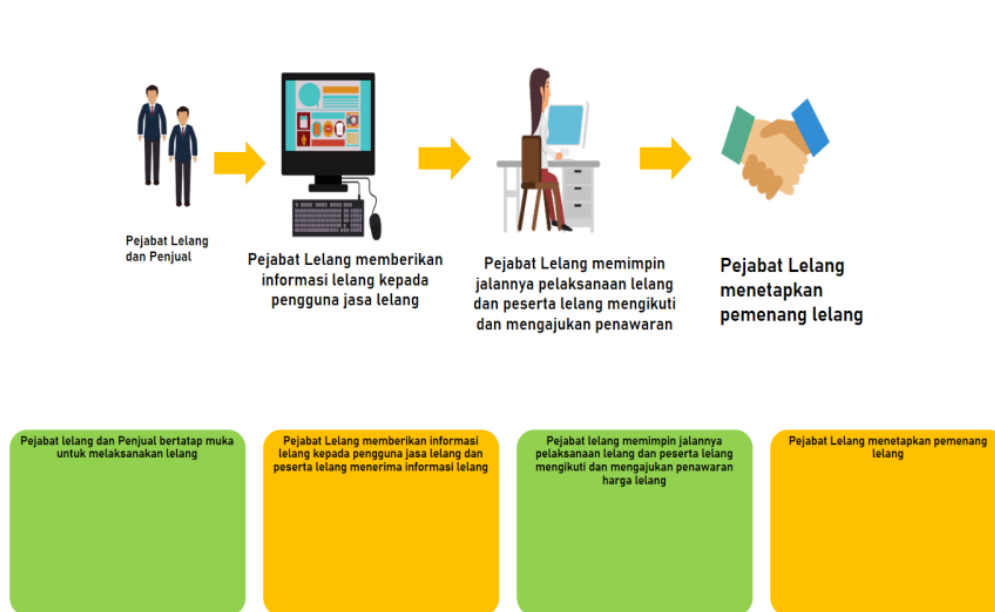 Pejabat Lelang
dan Penjual
Pejabat Lelang memberikan
informasi lelang kepada
pengguna jasa lelang
Pejabat Lelang memimpin
jalannya pelaksanaan lelang
dan peserta lelang mengikuti
dan mengajukan penawaran
Pejabat Lelang
menetapkan
pemenang lelang
Pejabat lelang dan Penjual bertatap muka
untuk melaksanakan lelang
Pejabat Lelang memberikan informasi
lelang kepada pengguna jasa lelang dan
peserta lelang menerima informasi lelang
Pejabat lelang memimpin jalannya
pelaksanaan lelang dan peserta lelang
mengikuti dan mengajukan penawaran
harga lelang
Pejabat Lelang menetapkan pemenang
lelang